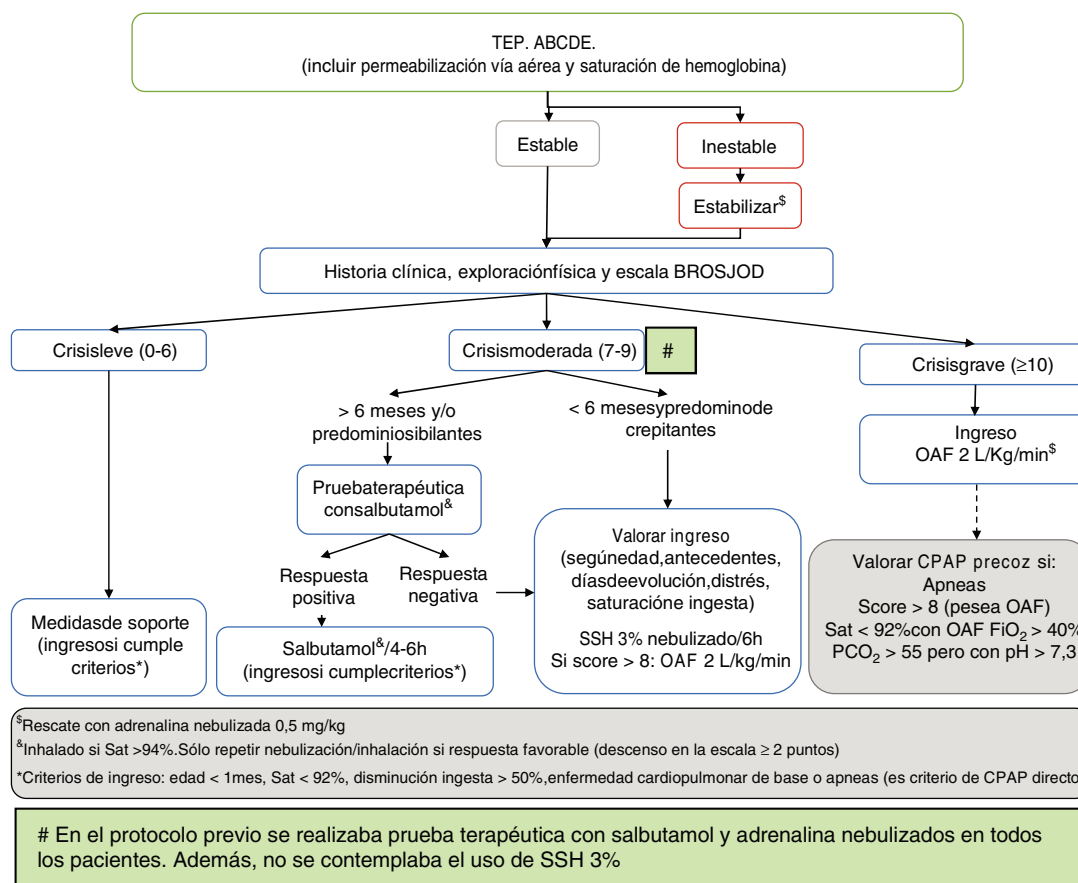 TEP. ABCDE.
(incluir permeabilización vía aérea y saturación de hemoglobina)
Estable
Inestable
Estabilizar$
Historia clínica, exploraciónfísica y escala BROSJOD
Crisisleve (0-6)
Crisismoderada (7-9)
#
Crisisgrave (≥10)
> 6 meses y/o
predominiosibilantes
< 6 mesesypredominode
crepitantes
Ingreso
OAF 2 L/Kg/min$
Pruebaterapéutica
consalbutamol&
Respuesta
positiva
Respuesta
negativa
Valorar ingreso
(segúnedad,antecedentes,
díasdeevolución,distrés,
saturacióne ingesta)
SSH 3% nebulizado/6h
Si score > 8: OAF 2 L/kg/min
Valorar CPAP precoz si:
Apneas
Score > 8 (pesea OAF)
Sat < 92%con OAF FiO2 > 40%
PCO2 > 55 pero con pH > 7,3
Medidasde soporte
(ingresosi cumple
criterios*)
Salbutamol&/4-6h
(ingresosi cumplecriterios*)
$Rescate con adrenalina nebulizada 0,5 mg/kg
&Inhalado si Sat >94%.Sólo repetir nebulización/inhalación si respuesta favorable (descenso en la escala ≥ 2 puntos)
*Criterios de ingreso: edad < 1mes, Sat < 92%, disminución ingesta > 50%,enfermedad cardiopulmonar de base o apneas (es criterio de CPAP directo
# En el protocolo previo se realizaba prueba terapéutica con salbutamol y adrenalina nebulizados en todos
los pacientes. Además, no se contemplaba el uso de SSH 3%